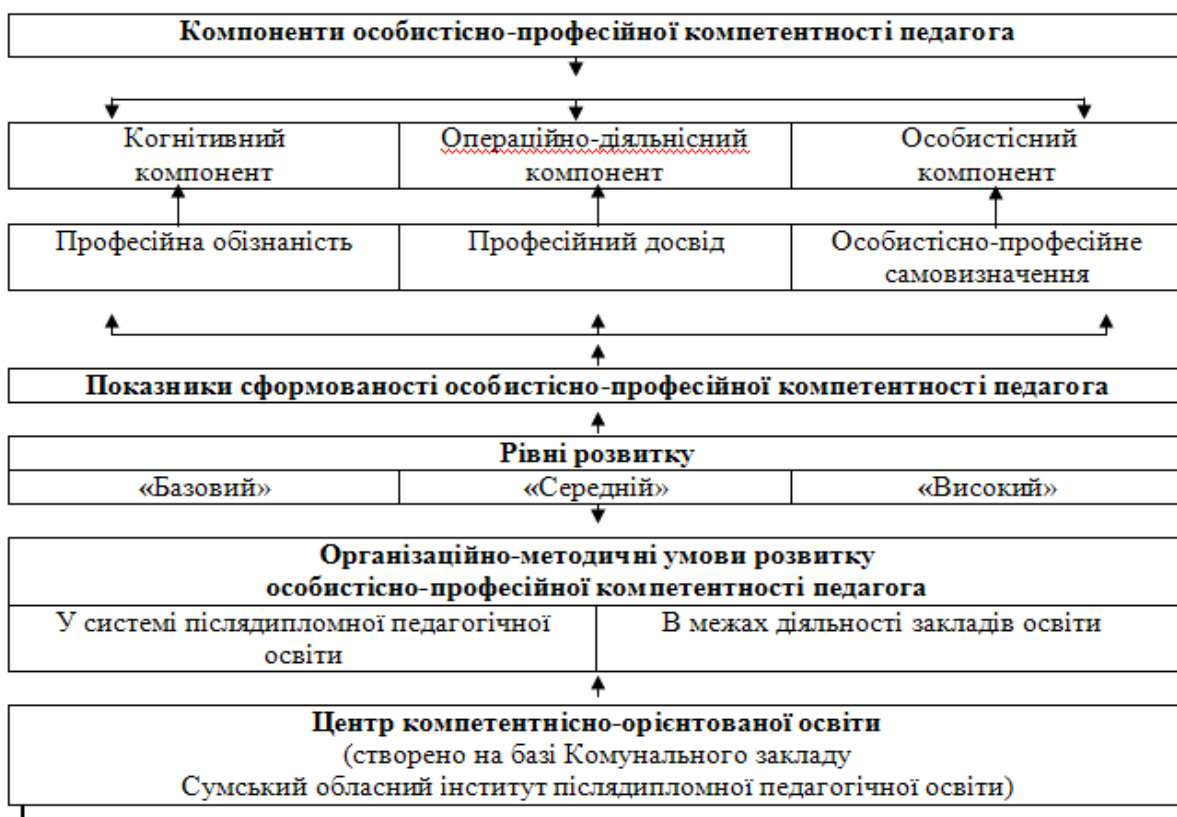 Компоненти особистісно-професійної компетентності педагога
Когнітивний
компонент
Операційно-діяльнісний
компонент
Особистісний
компонент
Професійна обізнаність
Професійний досвід
Особистісно-професійне
самовизначення
Показники сформованості особистісно-професійної компетентності педагога
Рівні розвитку
«Базовий»
«Середній»
«Високий»
Організаційно-методичні умови розвитку
особистісно-професійної компетентності педагога
У системі післядипломної педагогічної
освіти
В межах діяльності закладів освіти
Центр компетентнісно-орієнтованої освіти
(створено на базі Комунального закладу
Сумський обласний інститут післядипломної педагогічної освіти)